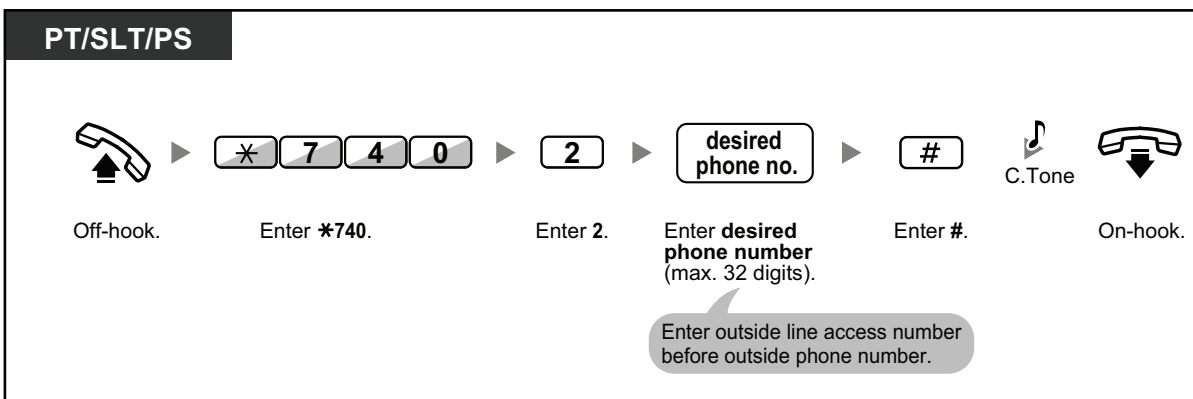 PT/SLT/PS
* 7 4 0
2
desired
phone no.
#
C.Tone
Off-hook.
Enter *740.
Enter 2.
Enter desired
phone number
(max. 32 digits).
Enter #.
On-hook.
Enter outside line access number
before outside phone number.